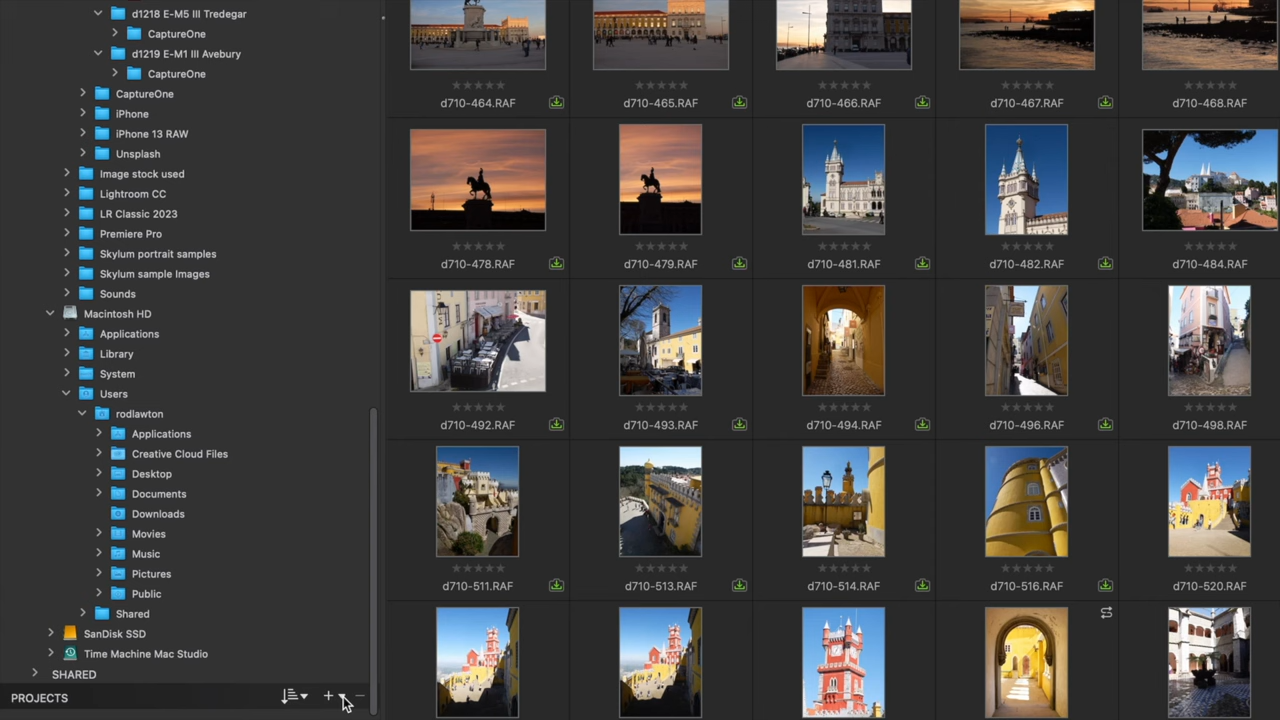 d1218 E-M5 III Tredegar
CaptureOne
d1219 E-M1 III Avebury
CaptureOne
CaptureOne
iPhone
iPhone 13 RAW
Unsplash
Image stock used
Lightroom CC
LR Classic 2023
Premiere Pro
Skylum portrait samples
Skylum sample Images
Sounds
Macintosh HD
Applications
Library
System
Users
rodlawton
Applications
Creative Cloud Files
Desktop
Documents
Downloads
Movies
Music
Pictures
Public
Shared
SanDisk SSD
Time Machine Mac Studio
SHARED
PROJECTS
d710-464.RAF
d710-465.RAF
d710-466.RAF
d710-467.RAF
d710-468.RAF
d710-478.RAF
d710-479.RAF
d710-481.RAF
d710-482.RAF
d710-484.RAF
d710-492.RAF
d710-493.RAF
d710-494.RAF
d710-496.RAF
d710-498.RAF
d710-511.RAF
d710-513.RAF
d710-514.RAF
d710-516.RAF
d710-520.RAF